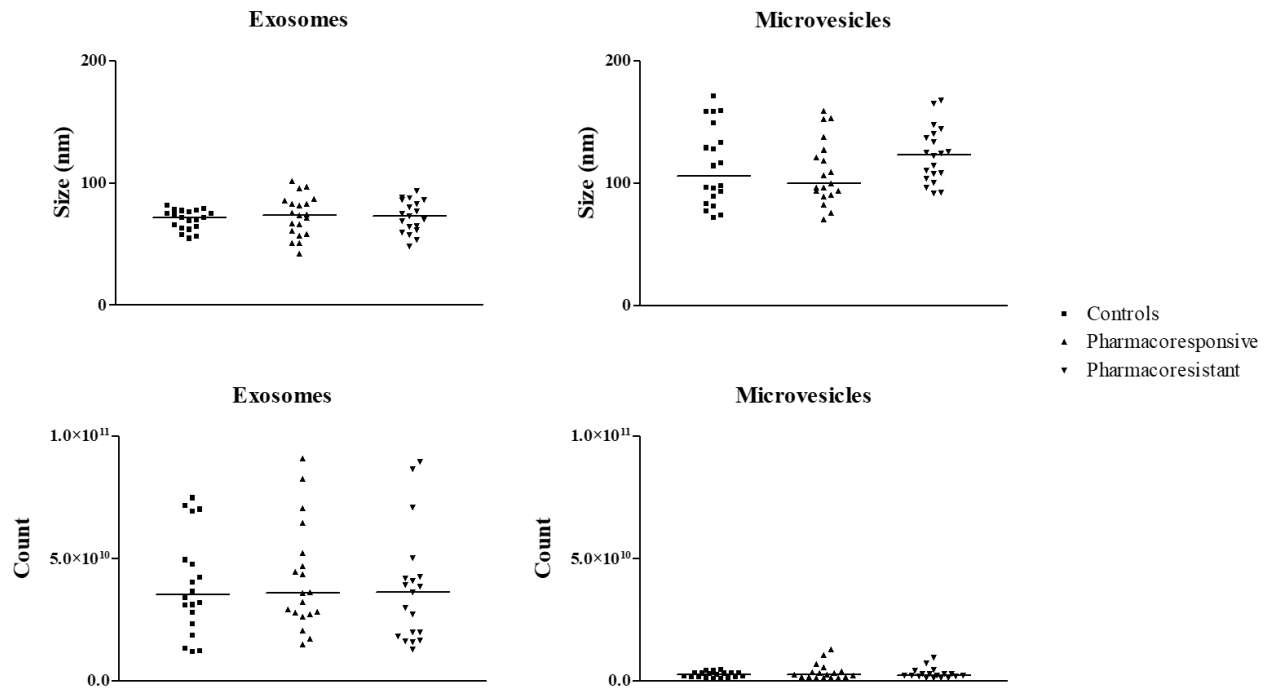 Exosomes
Size (nm)
200
100
0
Microvesicles
Size (nm)
200
100
0
Controls
Pharmacoresponsive
Pharmacoresistant
Exosomes
Count
1.0×10¹¹
5.0×10¹⁰
0.0
Microvesicles
Count
1.0×10¹¹
5.0×10¹⁰
0.0